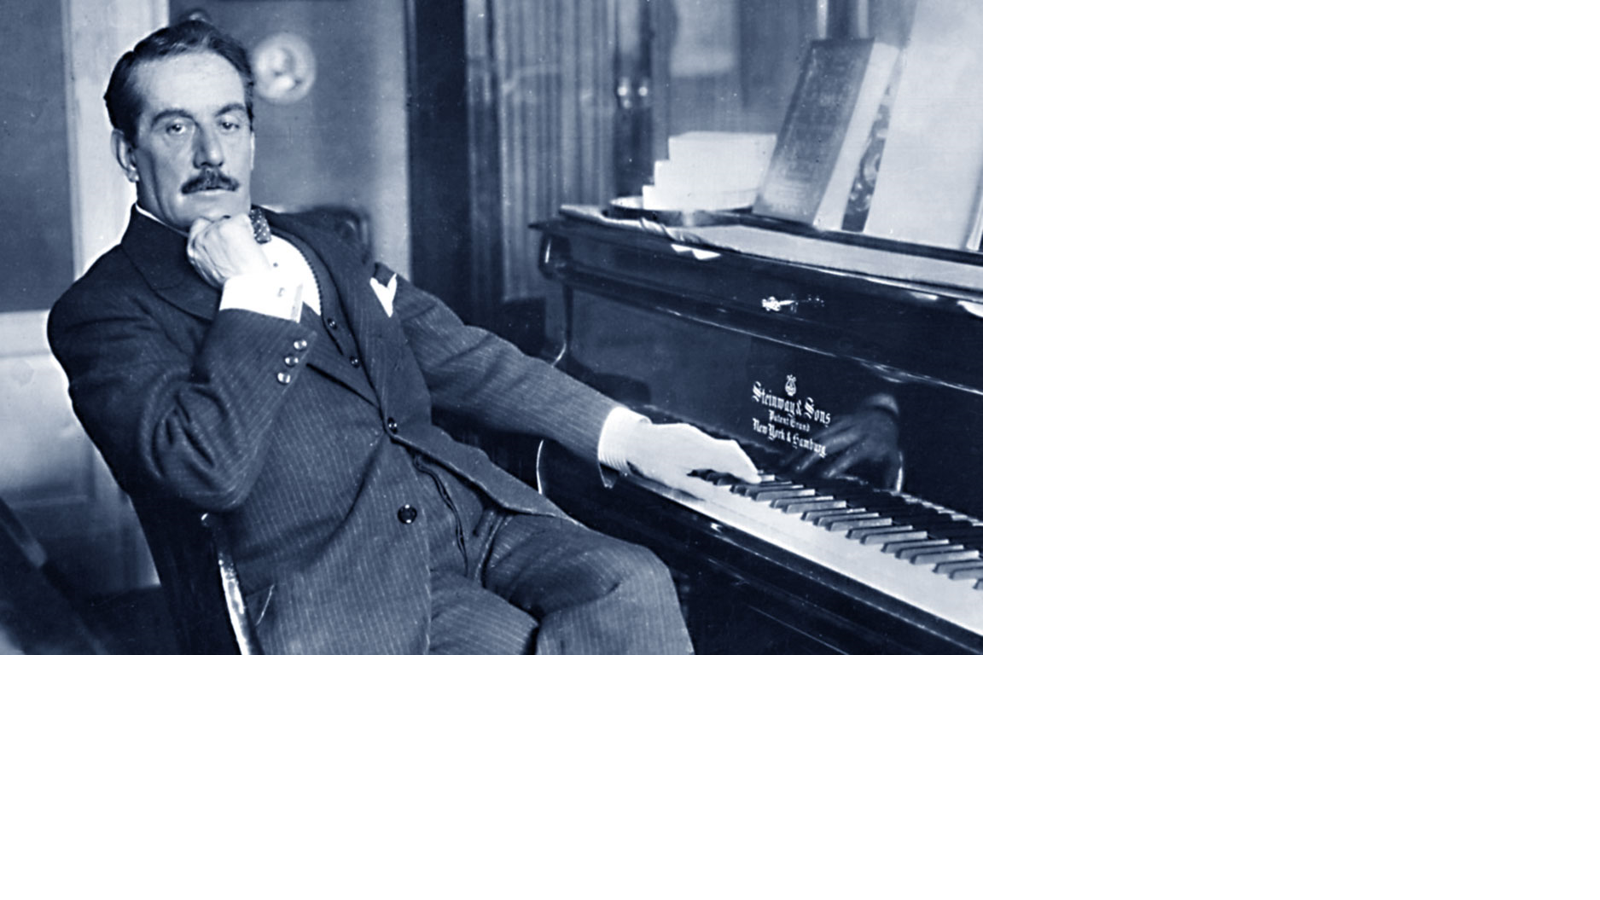 Steinway & Sons
Patent Grand
New York & Hamburg